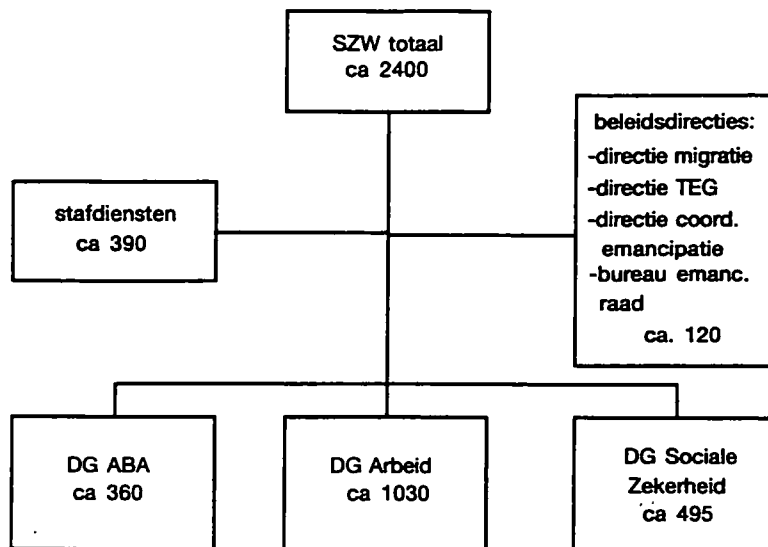 SZW totaal
ca 2400
beleidsdirecties:
-directie migratie
-directie TEG
-directie coord.
emancipatie
-bureau emanc.
raad
ca. 120
stafdiensten
ca 390
DG ABA
ca 360
DG Arbeid
ca 1030
DG Sociale
Zekerheid
ca 495